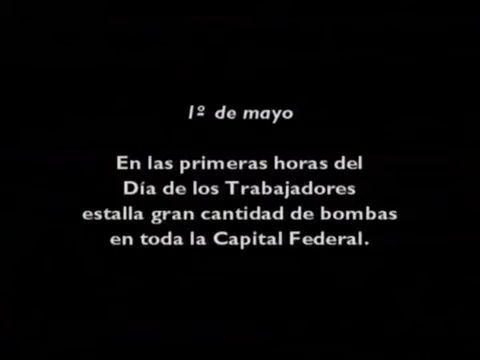 1º de mayo
En las primeras horas del
Día de los Trabajadores
estalla gran cantidad de bombas
en toda la Capital Federal.